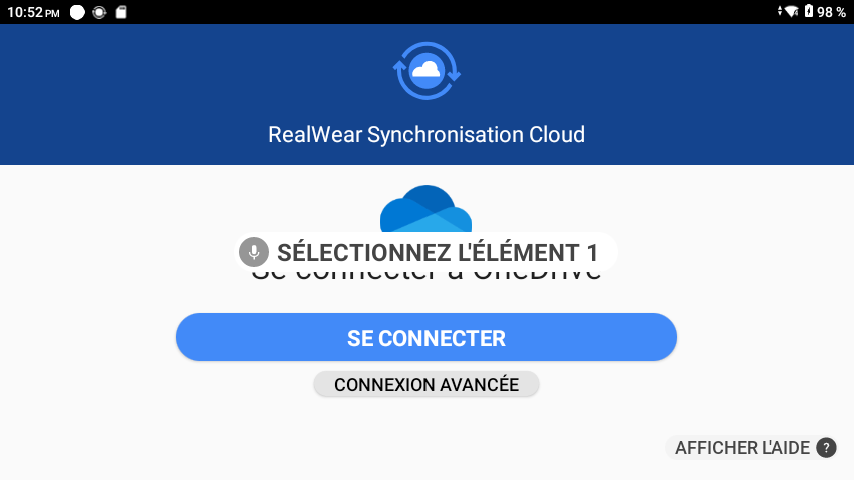 10:52 PM 98 %
RealWear Synchronisation Cloud
SÉLECTIONNEZ L'ÉLÉMENT 1
Se connecter à OneDrive
SE CONNECTER
CONNEXION AVANCÉE
AFFICHER L'AIDE ?